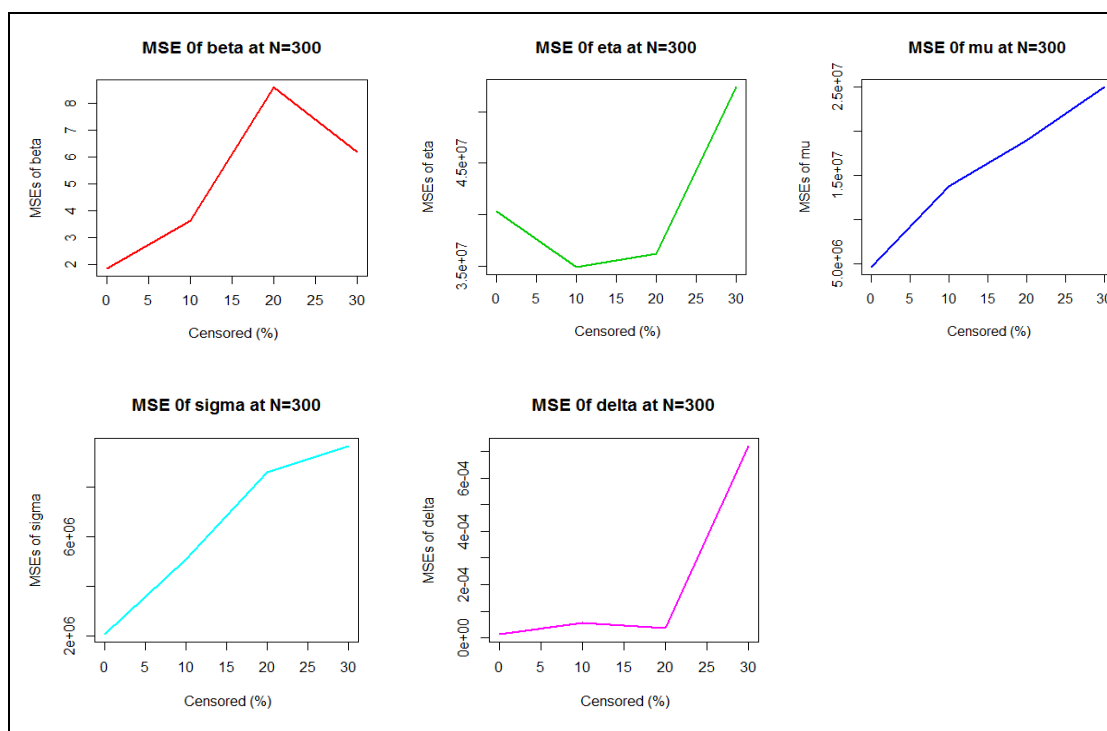 MSE 0f beta at N=300
MSEs of beta
8
7
6
5
4
3
2
0 5 10 15 20 25 30
Censored (%)
MSE 0f eta at N=300
MSEs of eta
4.5e+07
3.5e+07
0 5 10 15 20 25 30
Censored (%)
MSE 0f mu at N=300
MSEs of mu
2.5e+07
1.5e+07
5.0e+06
0 5 10 15 20 25 30
Censored (%)
MSE 0f sigma at N=300
MSEs of sigma
6e+06
2e+06
0 5 10 15 20 25 30
Censored (%)
MSE 0f delta at N=300
MSEs of delta
6e-04
4e-04
2e-04
0e+00
0 5 10 15 20 25 30
Censored (%)